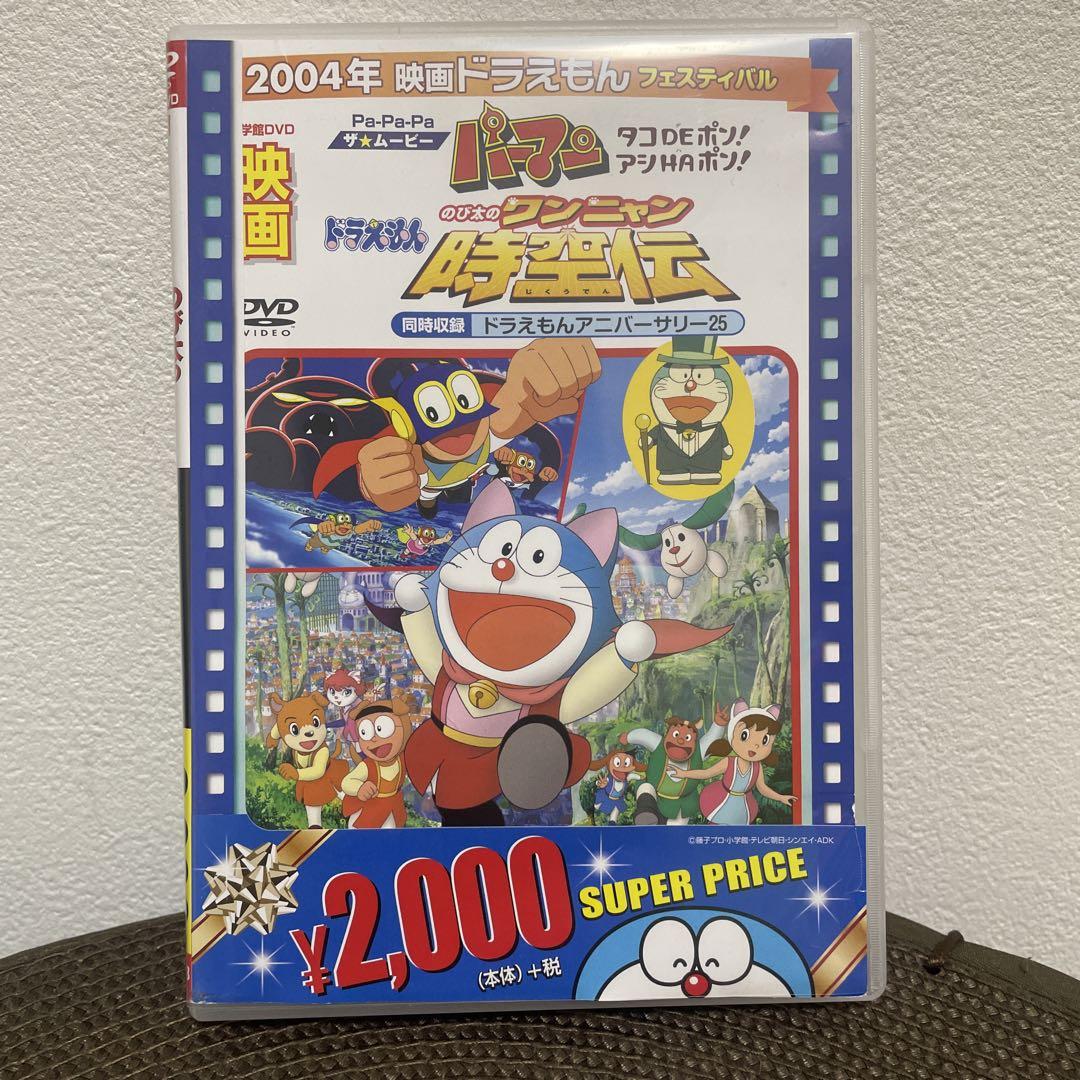 2004年 映画ドラえもん フェスティバル
学館DVD
映画
Pa-Pa-Pa
ザ★ムービー
パーマン
タコDEポン!
アシHAポン!
ドラえもん
のび太のワンニャン
時空伝
じくうでん
同時収録 ドラえもんアニバーサリー25
DVD
VIDEO
©藤子プロ・小学館・テレビ朝日・シンエイ・ADK
¥2,000
SUPER PRICE
(本体)+税